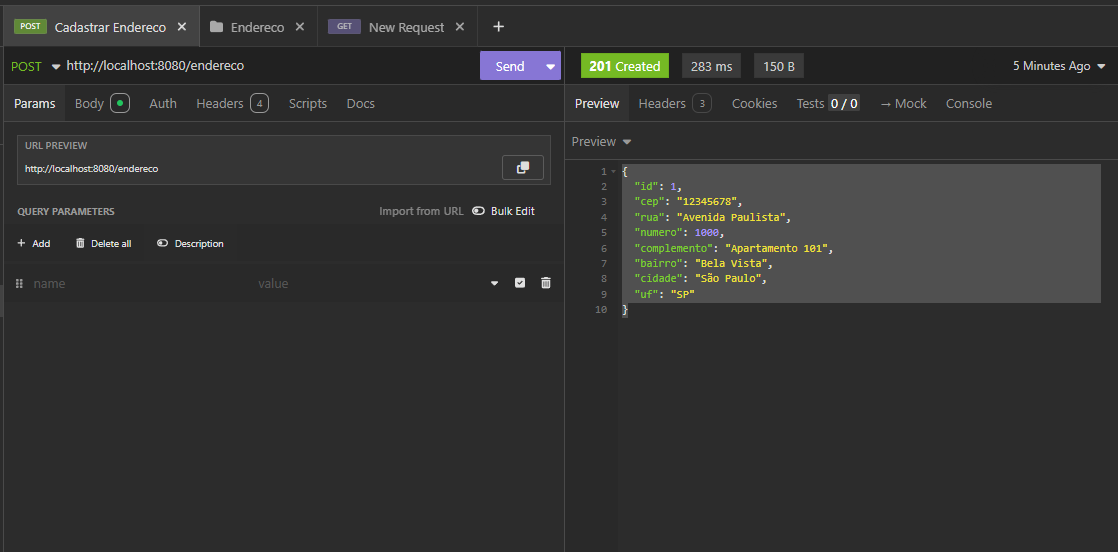 POST Cadastrar Endereco Endereco GET New Request
POST http://localhost:8080/endereco Send
201 Created 283 ms 150 B 5 Minutes Ago
Params Body Auth Headers 4 Scripts Docs
Preview Headers 3 Cookies Tests 0 / 0 → Mock Console
URL PREVIEW
http://localhost:8080/endereco
QUERY PARAMETERS Import from URL Bulk Edit
+ Add Delete all Description
name value
Preview
1 {
2 "id": 1,
3 "cep": "12345678",
4 "rua": "Avenida Paulista",
5 "numero": 1000,
6 "complemento": "Apartamento 101",
7 "bairro": "Bela Vista",
8 "cidade": "São Paulo",
9 "uf": "SP"
10 }